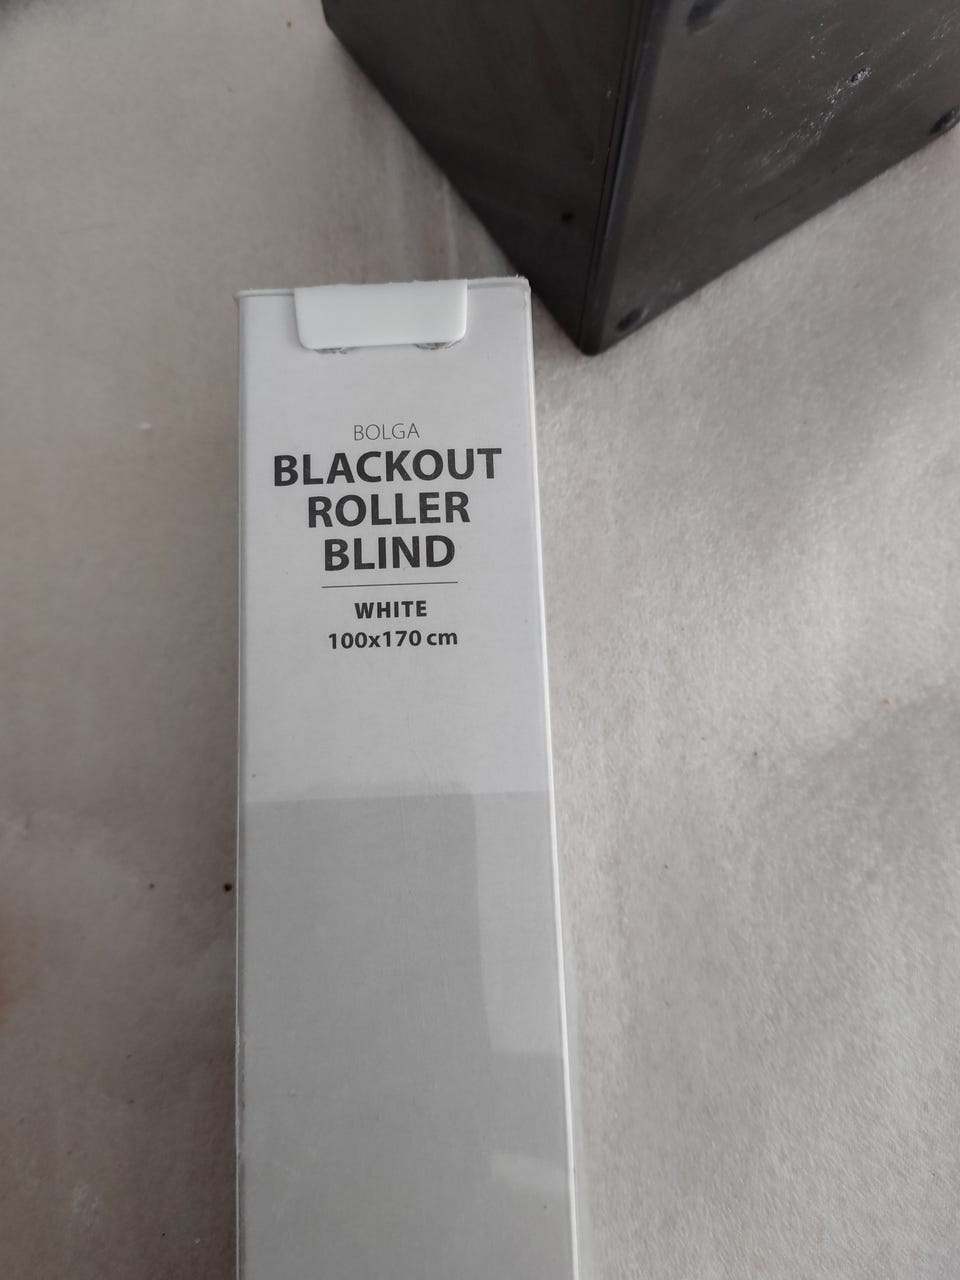 BOLGA
BLACKOUT
ROLLER
BLIND
WHITE
100x170 cm